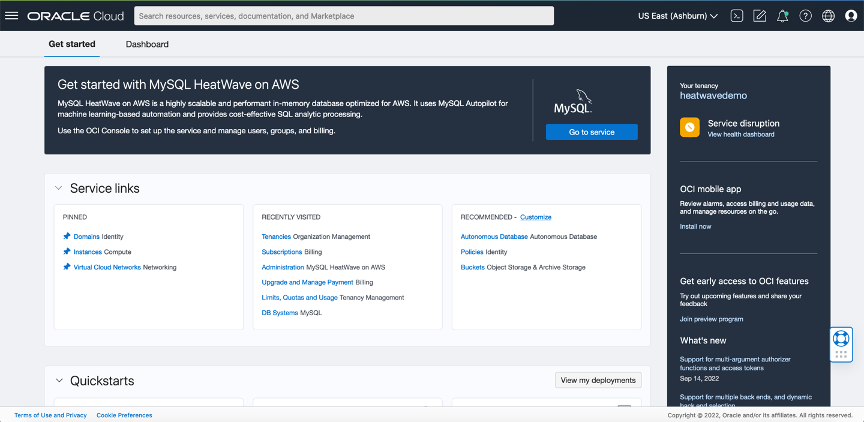 ORACLE Cloud
Search resources, services, documentation, and Marketplace
US East (Ashburn)
Get started
Dashboard
Get started with MySQL HeatWave on AWS
MySQL HeatWave on AWS is a highly scalable and performant in-memory database optimized for AWS. It uses MySQL Autopilot for
machine learning-based automation and provides cost-effective SQL analytic processing.
Use the OCI Console to set up the service and manage users, groups, and billing.
MySQL
Go to service
Service links
PINNED
Domains Identity
Instances Compute
Virtual Cloud Networks Networking
RECENTLY VISITED
Tenancies Organization Management
Subscriptions Billing
Administration MySQL HeatWave on AWS
Upgrade and Manage Payment Billing
Limits, Quotas and Usage Tenancy Management
DB Systems MySQL
RECOMMENDED - Customize
Autonomous Database Autonomous Database
Policies Identity
Buckets Object Storage & Archive Storage
Quickstarts
View my deployments
Your tenancy
heatwavedemo
Service disruption
View health dashboard
OCI mobile app
Review alarms, access billing and usage data,
and manage resources on the go.
Install now
Get early access to OCI features
Try out upcoming features and share your
feedback
Join preview program
What's new
Support for multi-argument authorizer
functions and access tokens
Sep 14, 2022
Support for multiple back ends, and dynamic
back end selection
Terms of Use and Privacy
Cookie Preferences
Copyright © 2022, Oracle and/or its affiliates. All rights reserved.